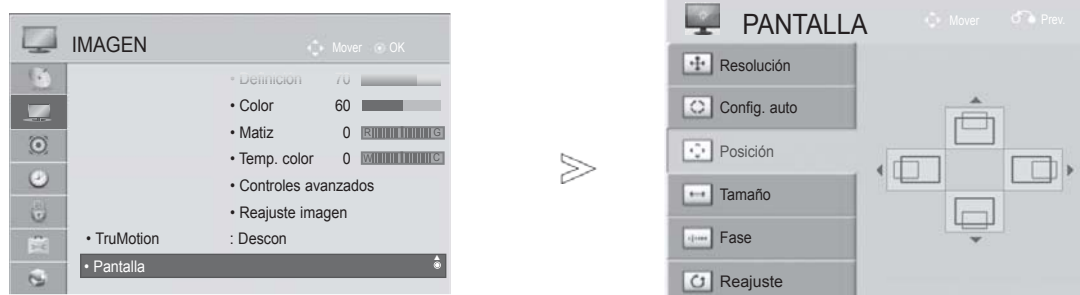 IMAGEN
Mover OK
• Definición 70
• Color 60
• Matiz 0 R G
• Temp. color 0 W C
• Controles avanzados
• Reajuste imagen
• TruMotion : Descon
• Pantalla
PANTALLA
Mover Prev.
Resolución
Config. auto
Posición
Tamaño
Fase
Reajuste